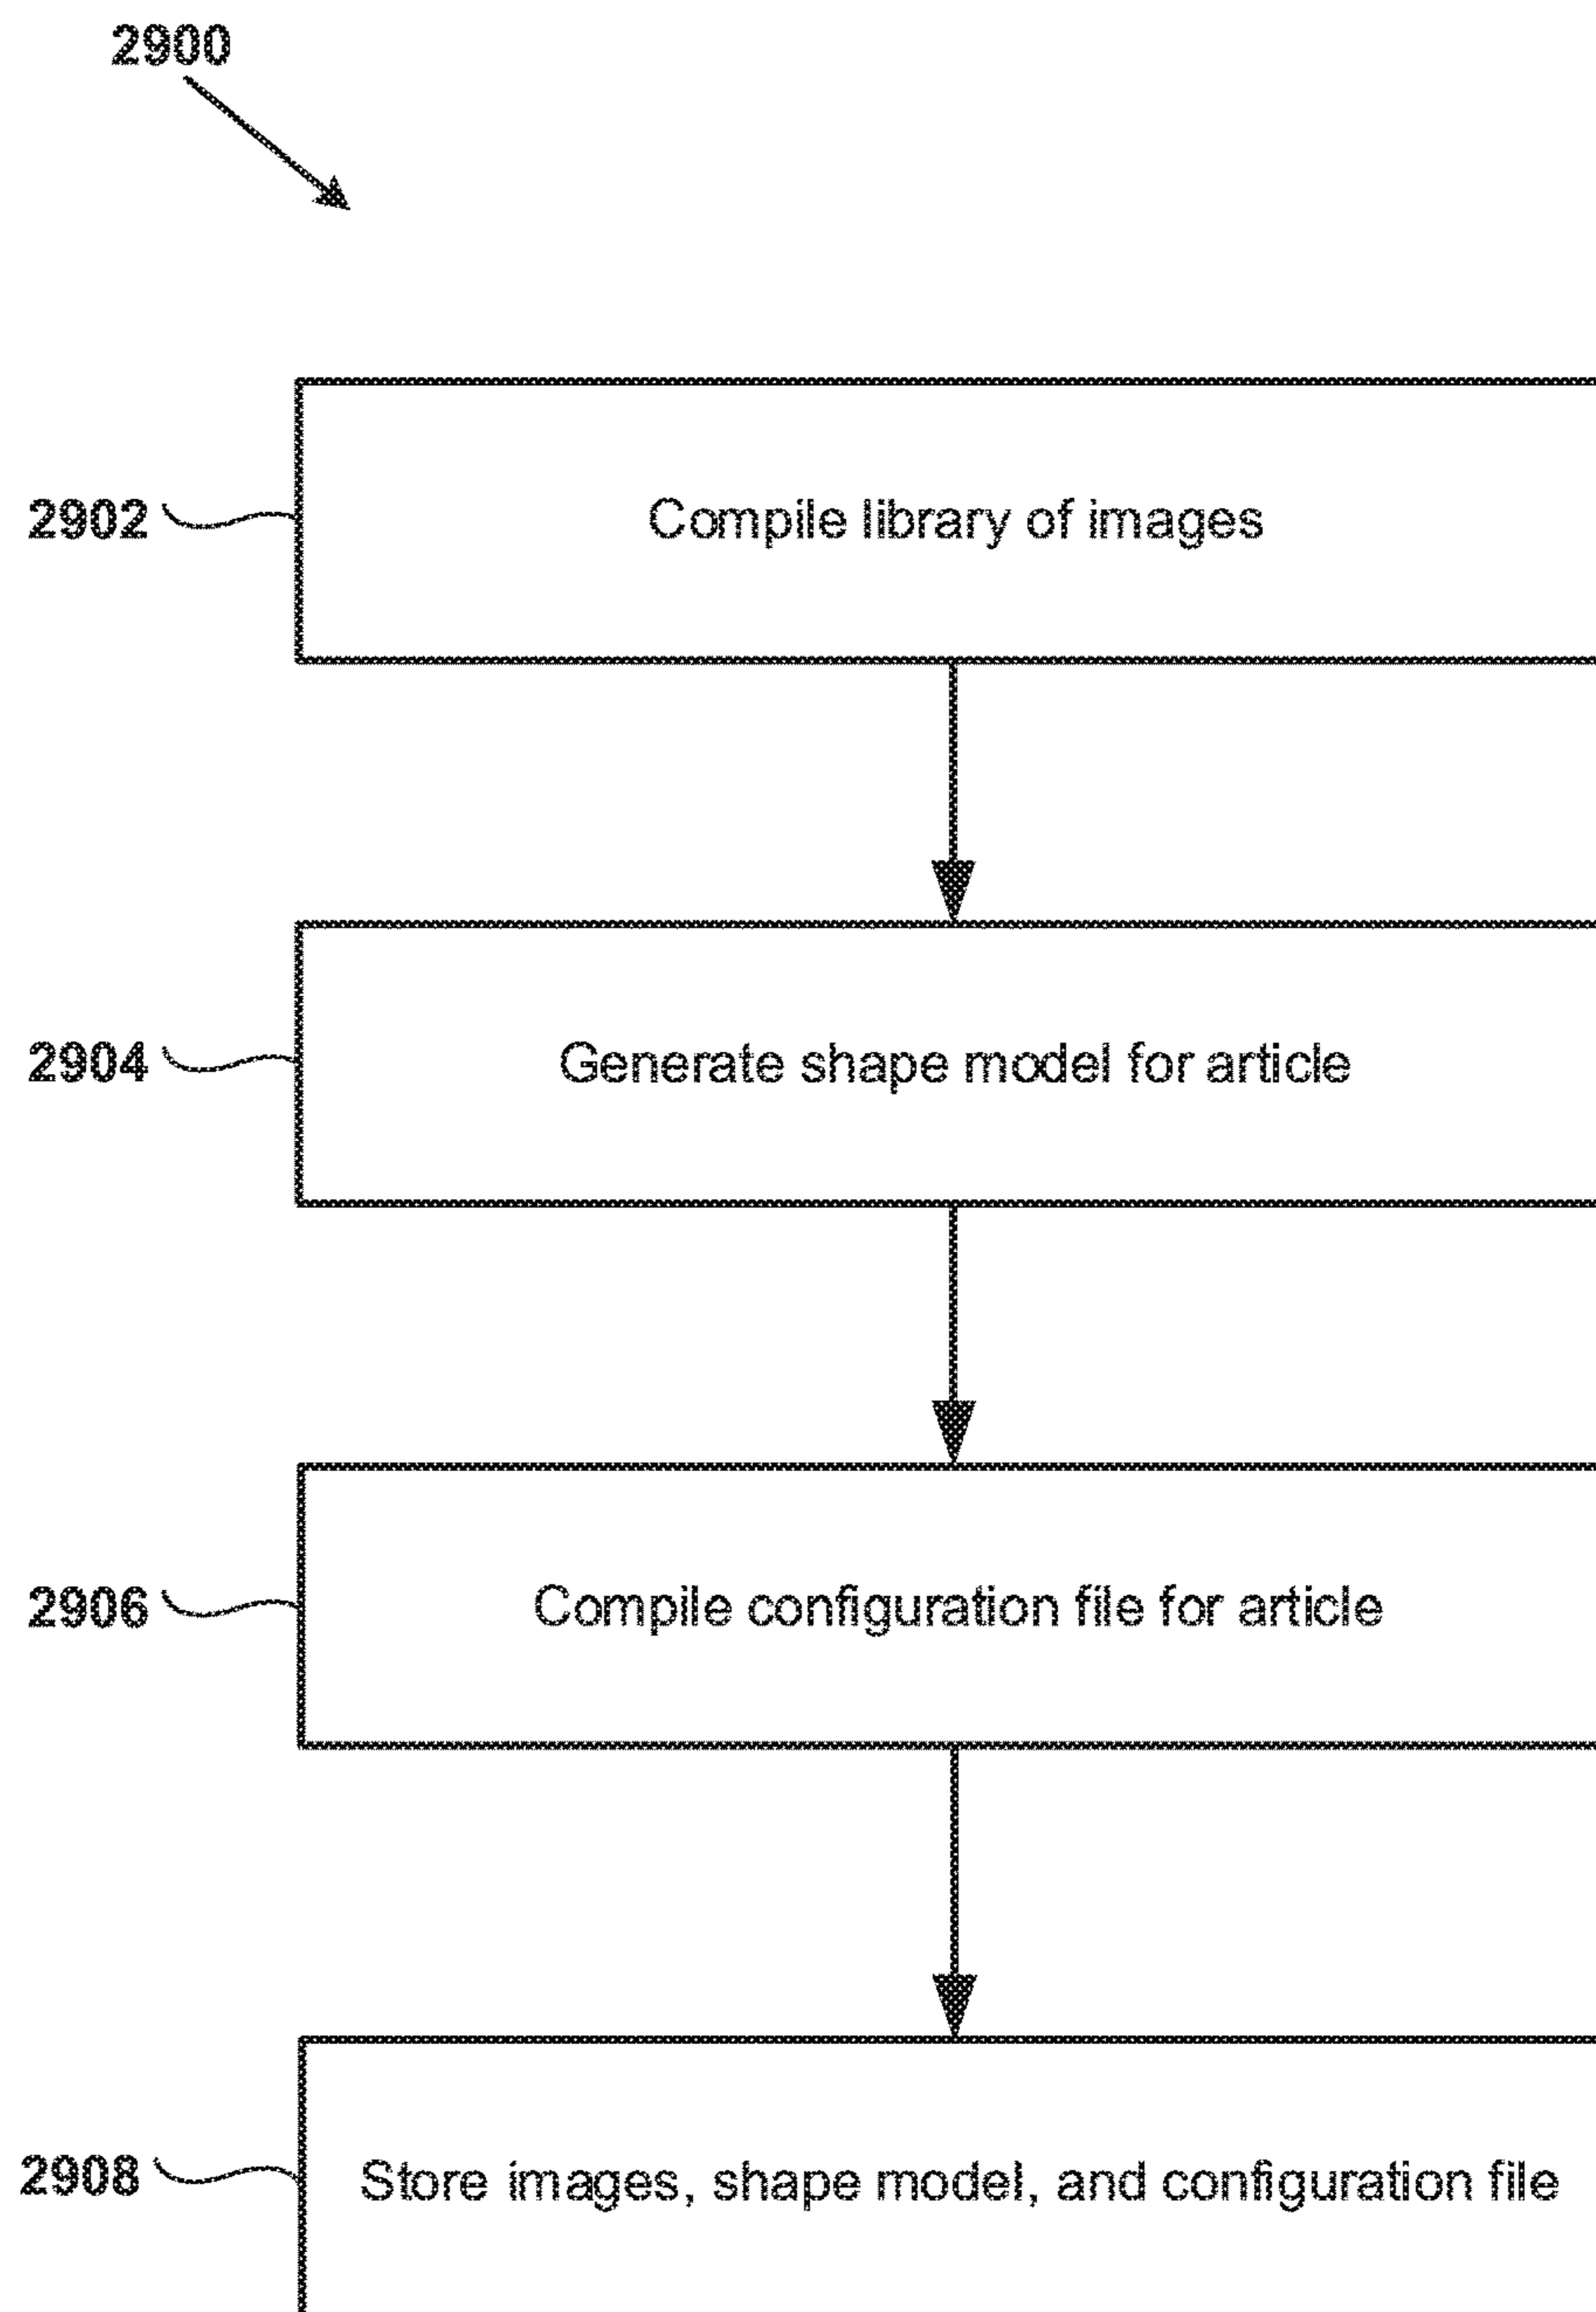 2900
2902 Compile library of images
2904 Generate shape model for article
2906 Compile configuration file for article
2908 Store images, shape model, and configuration file